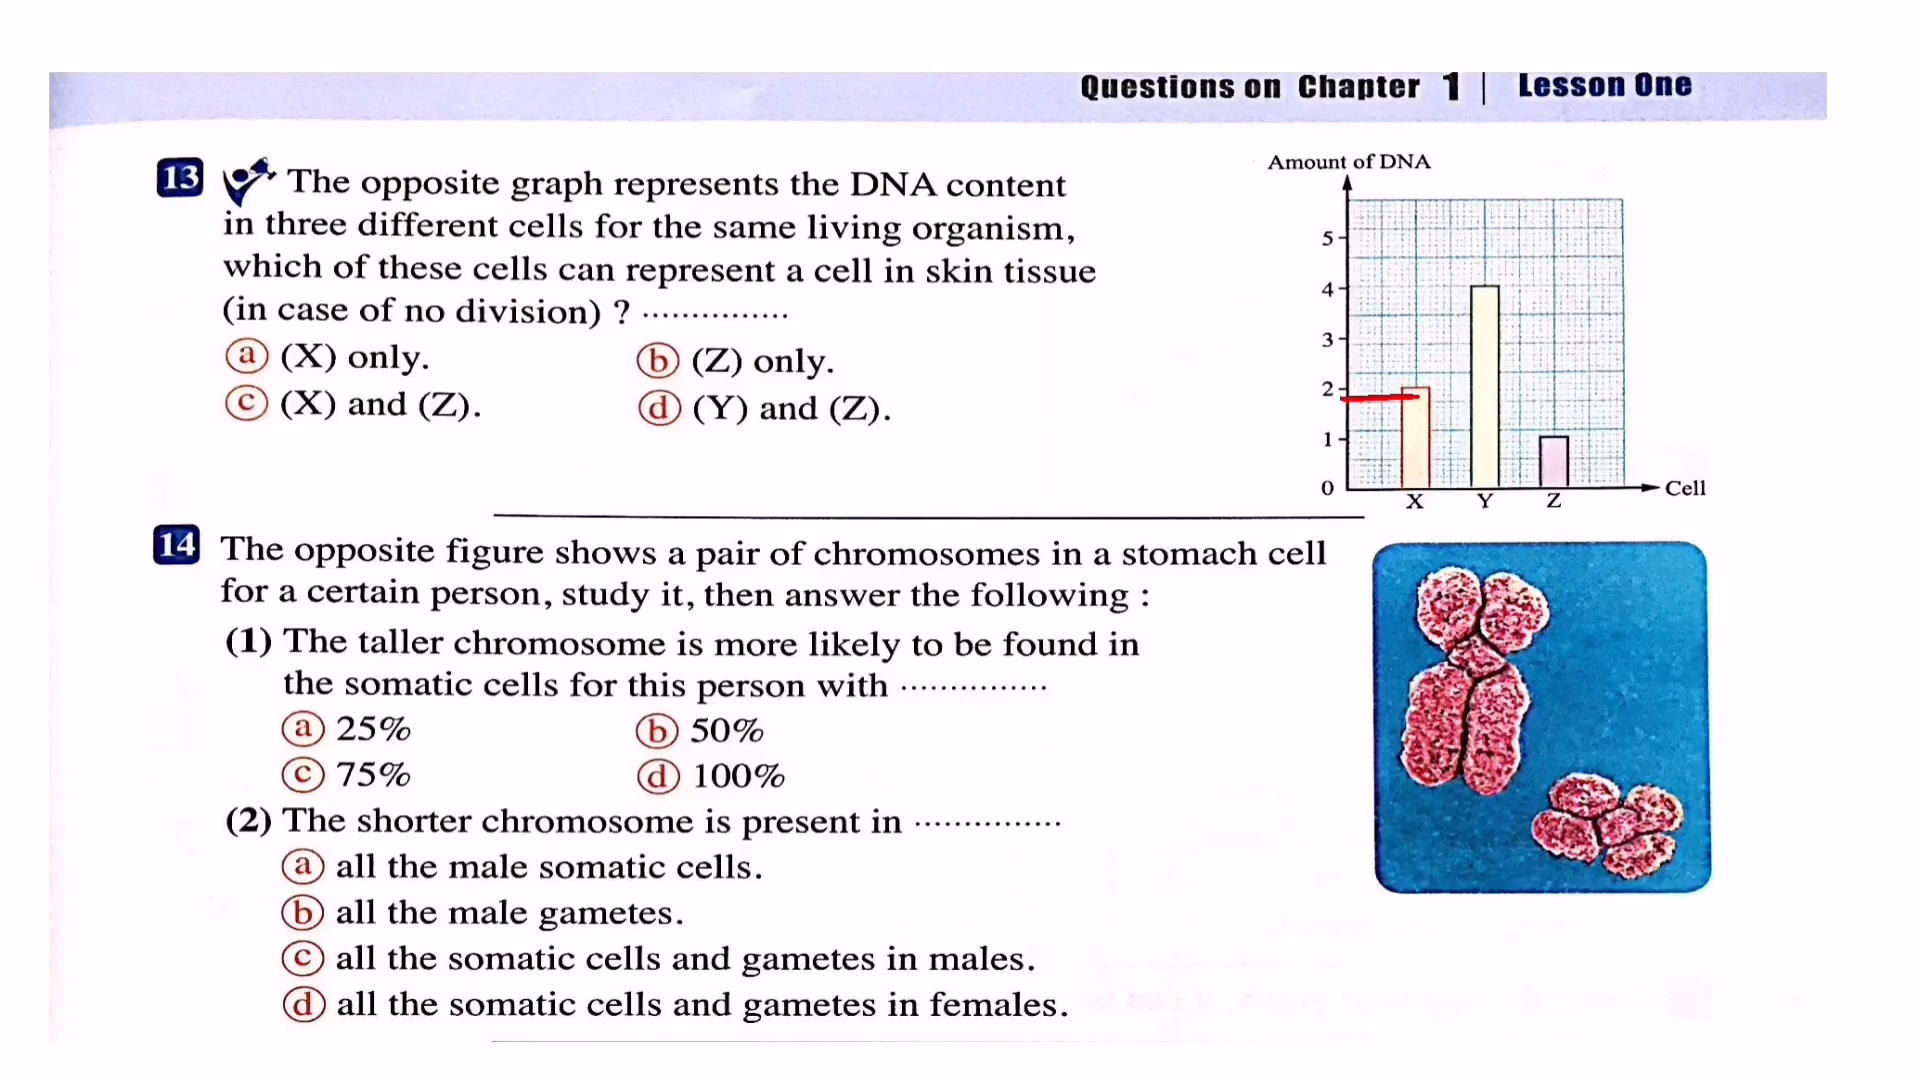 Questions on Chapter 1 | Lesson One
13 The opposite graph represents the DNA content
in three different cells for the same living organism,
which of these cells can represent a cell in skin tissue
(in case of no division) ? ···············
a (X) only. b (Z) only.
c (X) and (Z). d (Y) and (Z).
Amount of DNA
5
4
3
2
1
0
X Y Z
Cell
14 The opposite figure shows a pair of chromosomes in a stomach cell
for a certain person, study it, then answer the following :
(1) The taller chromosome is more likely to be found in
the somatic cells for this person with ···············
a 25% b 50%
c 75% d 100%
(2) The shorter chromosome is present in ···············
a all the male somatic cells.
b all the male gametes.
c all the somatic cells and gametes in males.
d all the somatic cells and gametes in females.